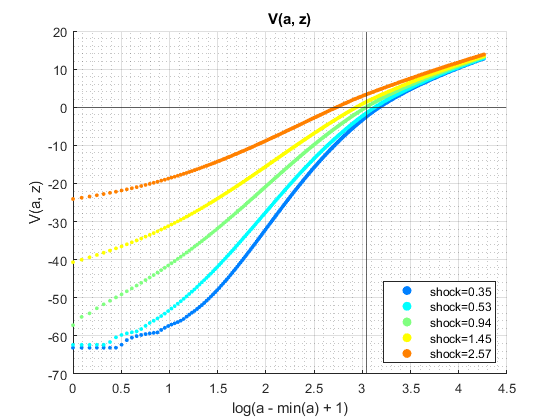 V(a, z)
20
10
0
-10
-20
-30
-40
-50
-60
-70
V(a, z)
shock=0.35
shock=0.53
shock=0.94
shock=1.45
shock=2.57
0 0.5 1 1.5 2 2.5 3 3.5 4 4.5
log(a - min(a) + 1)